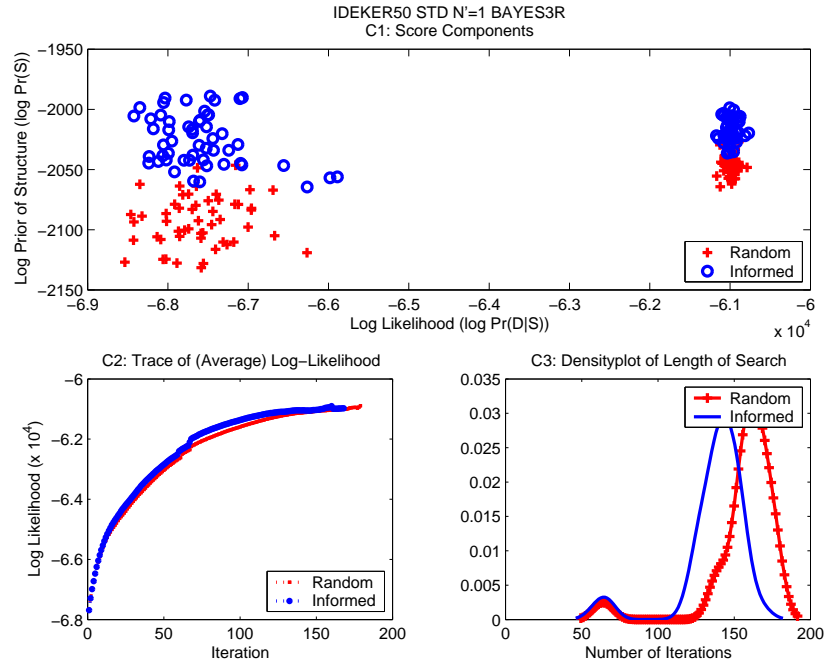 IDEKER50 STD N'=1 BAYES3R
C1: Score Components
−1950
−2000
−2050
−2100
−2150
Log Prior of Structure (log Pr(S))
Random
Informed
−6.9 −6.8 −6.7 −6.6 −6.5 −6.4 −6.3 −6.2 −6.1 −6
Log Likelihood (log Pr(D|S))
x 10^4
C2: Trace of (Average) Log−Likelihood
−6
−6.2
−6.4
−6.6
−6.8
Log Likelihood (x 10^4)
Random
Informed
0 50 100 150 200
Iteration
C3: Densityplot of Length of Search
0.035
0.03
0.025
0.02
0.015
0.01
0.005
0
Random
Informed
0 50 100 150 200
Number of Iterations